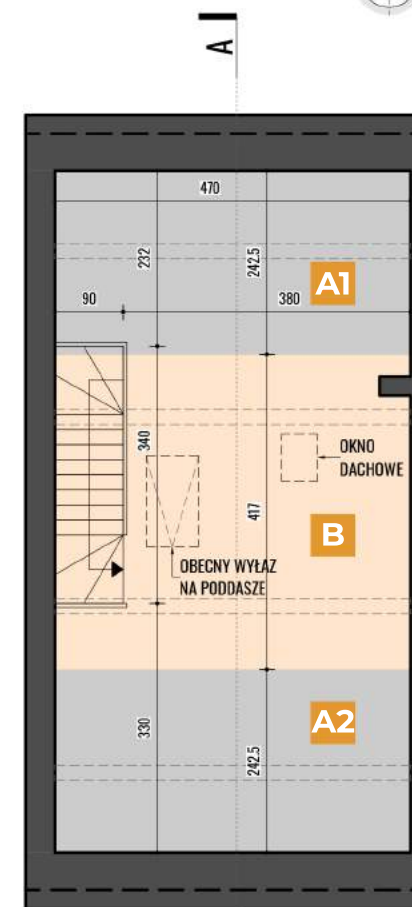 A
470
232
242.5
A1
90
380
340
OKNO
DACHOWE
417
B
OBECNY WYŁAZ
NA PODDASZE
A2
330
242.5